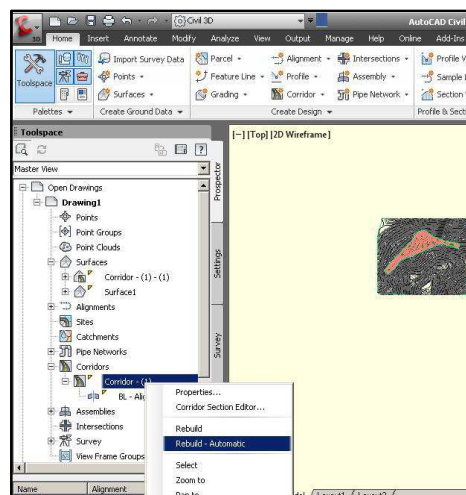 Civil 3D
AutoCAD Civil
Home Insert Annotate Modify Analyze View Output Manage Help Online Add-Ins
Toolspace
Import Survey Data
Points
Surfaces
Parcel
Feature Line
Grading
Alignment
Profile
Corridor
Intersections
Assembly
Pipe Network
Profile V
Sample L
Section
Palettes
Create Ground Data
Create Design
Profile & Secti
Toolspace
[-][Top][2D Wireframe]
Master View
Prospector
Settings
Survey
Open Drawings
Drawing1
Points
Point Groups
Point Clouds
Surfaces
Corridor - (1) - (1)
Surface1
Alignments
Sites
Catchments
Pipe Networks
Corridors
Corridor - (1)
BL - Alig
Assemblies
Intersections
Survey
View Frame Groups
Properties...
Corridor Section Editor...
Rebuild
Rebuild - Automatic
Select
Zoom to
Pan to
Name Alignment
Layout1 Layout2